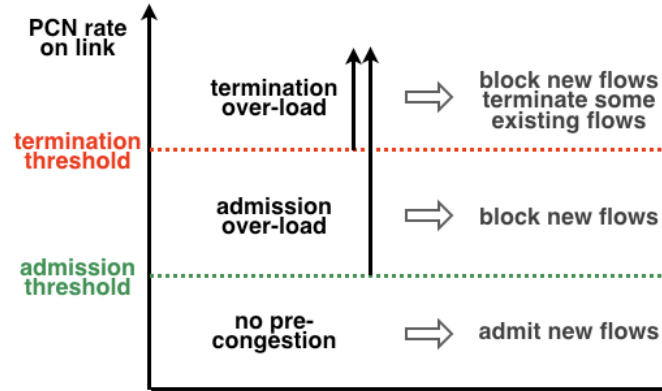 PCN rate
on link
termination
over-load
block new flows
terminate some
existing flows
termination
threshold
admission
over-load
block new flows
admission
threshold
no pre-
congestion
admit new flows